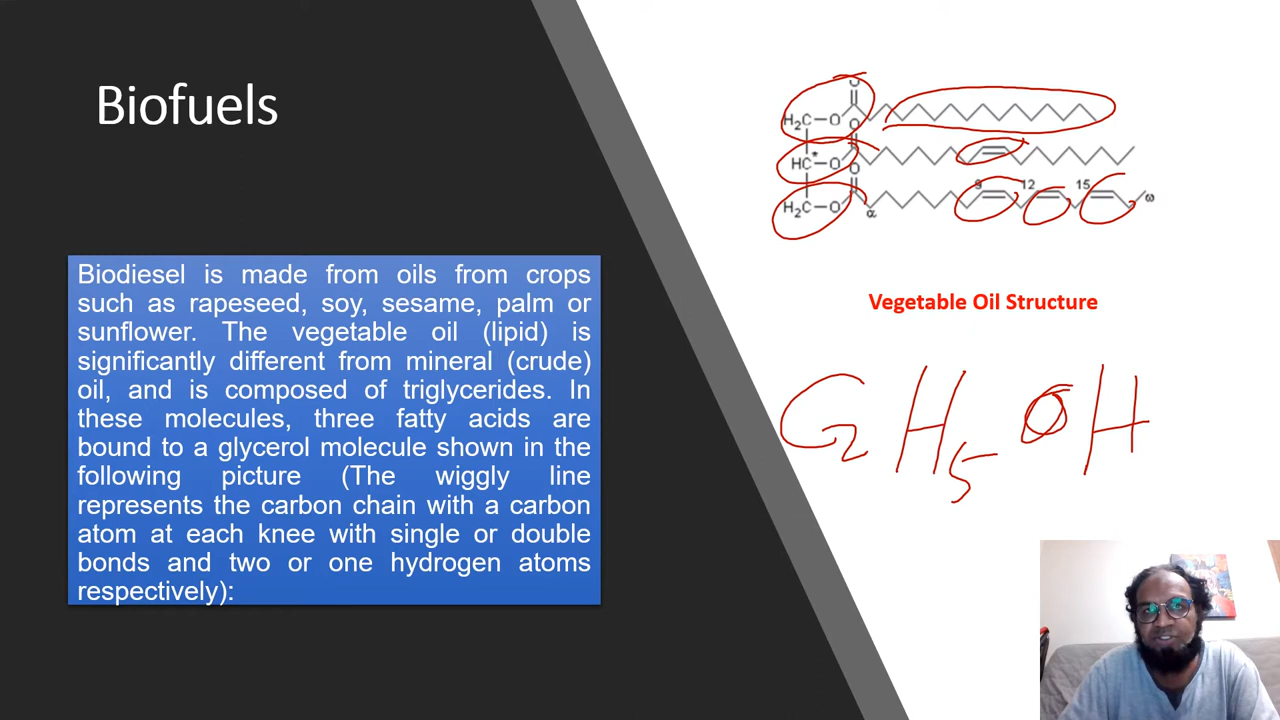 Biofuels
Biodiesel is made from oils from crops
such as rapeseed, soy, sesame, palm or
sunflower. The vegetable oil (lipid) is
significantly different from mineral (crude)
oil, and is composed of triglycerides. In
these molecules, three fatty acids are
bound to a glycerol molecule shown in the
following picture (The wiggly line
represents the carbon chain with a carbon
atom at each knee with single or double
bonds and two or one hydrogen atoms
respectively):
O
H₂C—O
O
HC*—O
O
9 12 15
H₂C—O α ω
Vegetable Oil Structure
C₂H₅OH